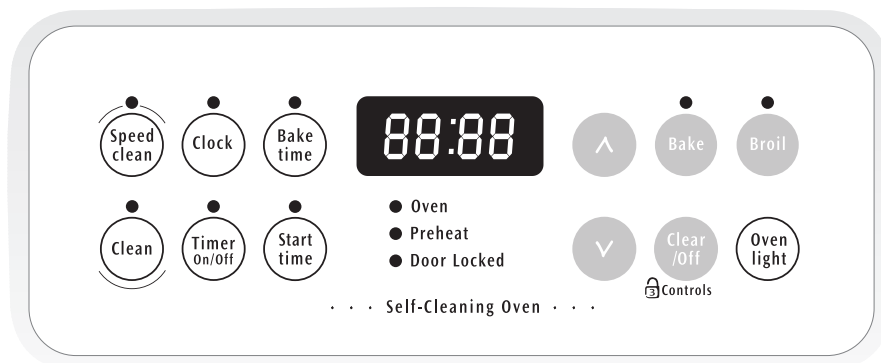 Speed
clean
Clock
Bake
time
88:88
∧
Bake
Broil
Clean
Timer
On/Off
Start
time
Oven
Preheat
Door Locked
∨
Clear
/Off
Oven
light
3 Controls
· · · Self-Cleaning Oven · · ·